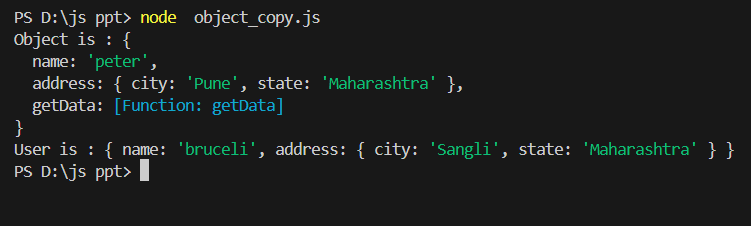 PS D:\js ppt> node  object_copy.js
Object is : {
  name: 'peter',
  address: { city: 'Pune', state: 'Maharashtra' },
  getData: [Function: getData]
}
User is : { name: 'bruceli', address: { city: 'Sangli', state: 'Maharashtra' } }
PS D:\js ppt>